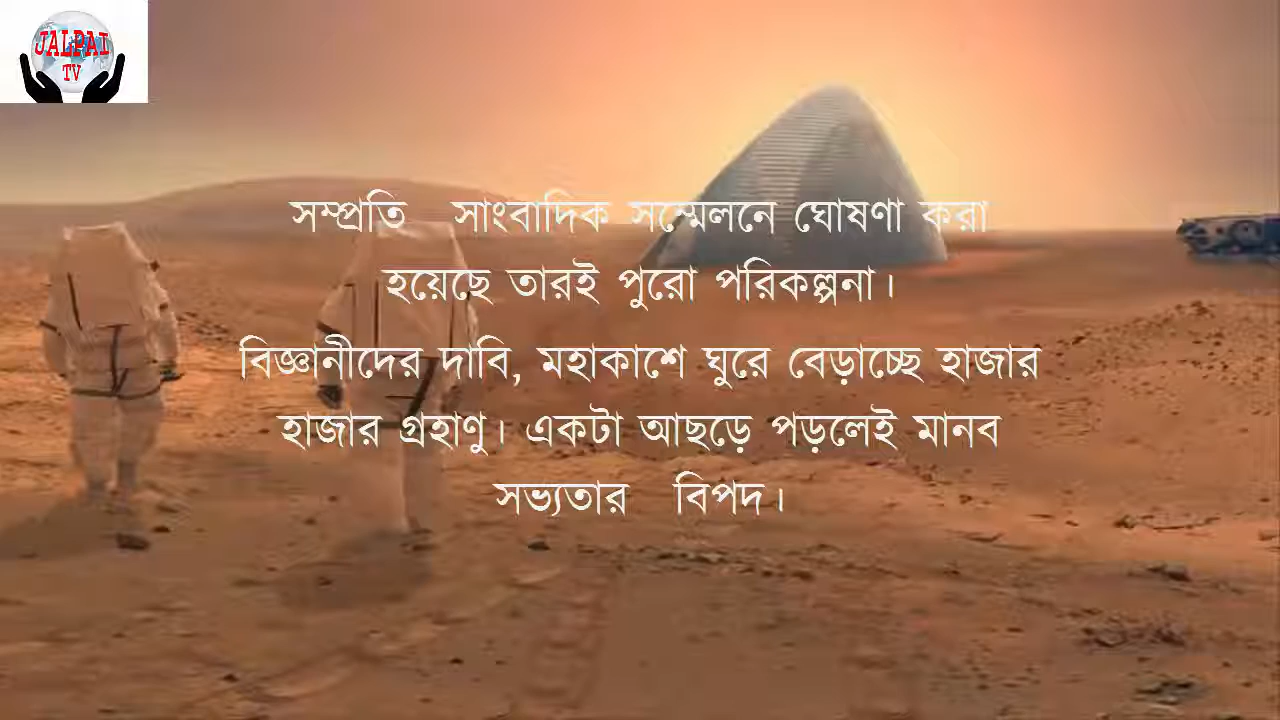 JALPAI
TV
সম্প্রতি সাংবাদিক সম্মেলনে ঘোষণা করা
হয়েছে তারই পুরো পরিকল্পনা।
বিজ্ঞানীদের দাবি, মহাকাশে ঘুরে বেড়াচ্ছে হাজার
হাজার গ্রহাণু। একটা আছড়ে পড়লেই মানব
সভ্যতার বিপদ।